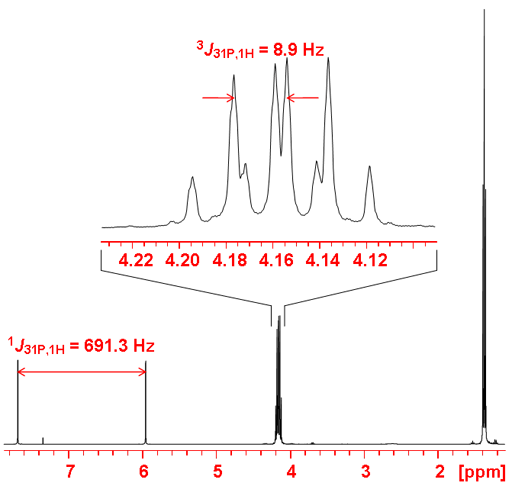 ³J31P,1H = 8.9 Hz
4.22 4.20 4.18 4.16 4.14 4.12
¹J31P,1H = 691.3 Hz
7 6 5 4 3 2 [ppm]